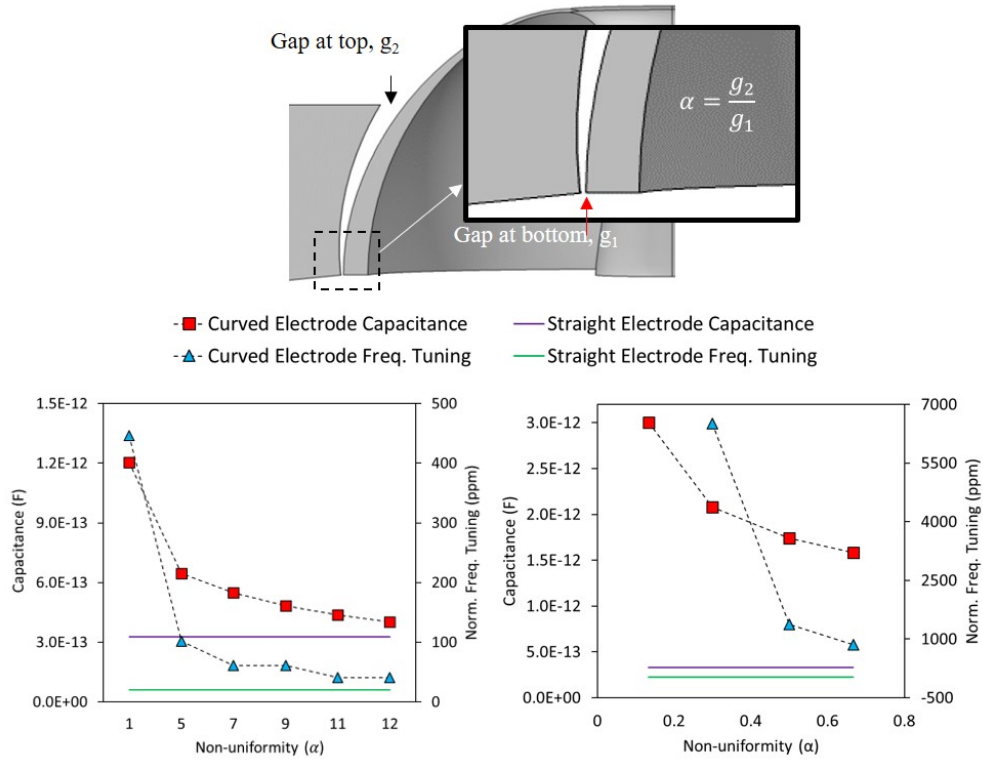 Gap at top, g2
α = g2/g1
Gap at bottom, g1
Curved Electrode Capacitance
Straight Electrode Capacitance
Curved Electrode Freq. Tuning
Straight Electrode Freq. Tuning
Capacitance (F)
1.5E-12
1.2E-12
9.0E-13
6.0E-13
3.0E-13
0.0E+00
500
400
300
200
100
0
Norm. Freq. Tuning (ppm)
1 5 7 9 11 12
Non-uniformity (α)
Capacitance (F)
3.0E-12
2.5E-12
2.0E-12
1.5E-12
1.0E-12
5.0E-13
0.0E+00
7000
5500
4000
2500
1000
-500
Norm. Freq. Tuning (ppm)
0 0.2 0.4 0.6 0.8
Non-uniformity (α)